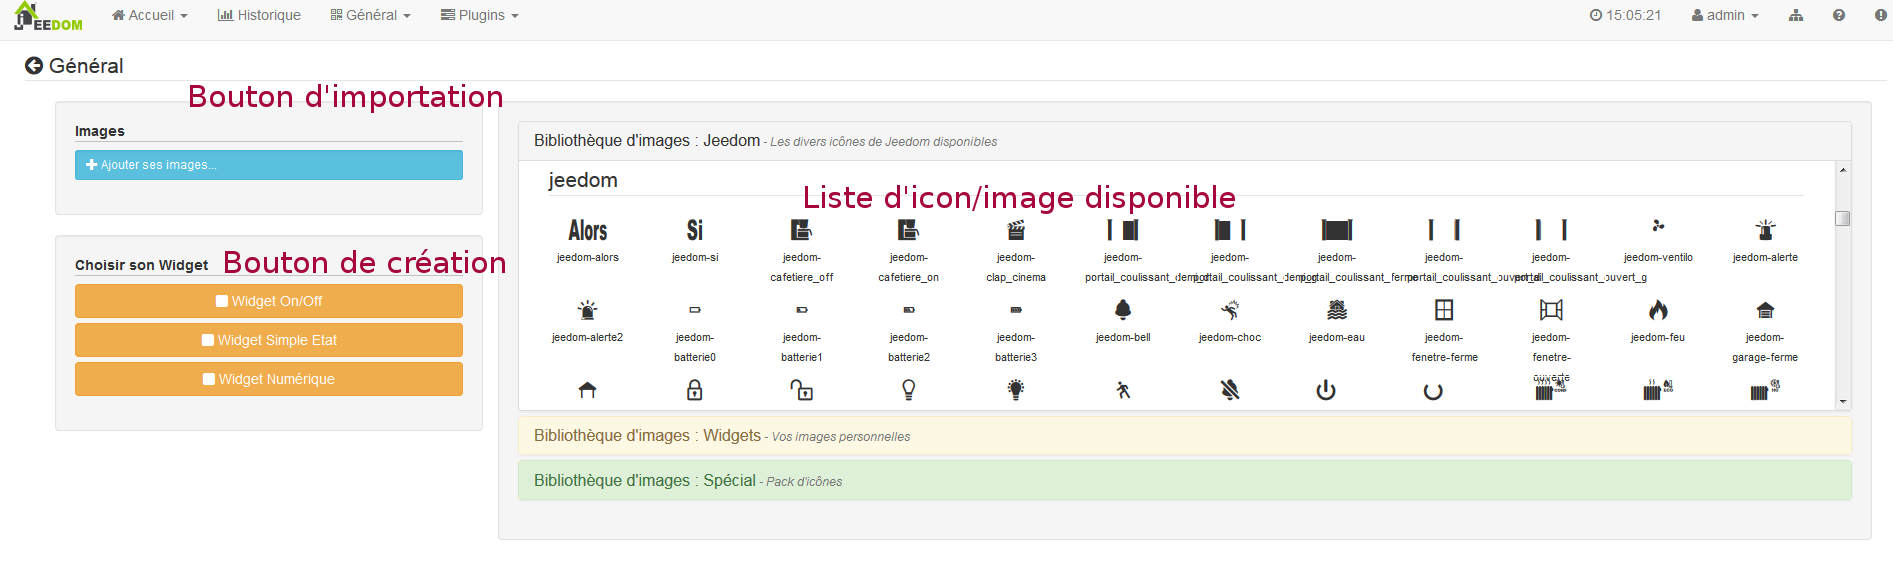 JEEDOM Accueil Historique Général Plugins 15:05:21 admin
Général
Bouton d'importation
Images
Ajouter ses images...
Bouton de création
Choisir son Widget
Widget On/Off
Widget Simple Etat
Widget Numérique
Bibliothèque d'images : Jeedom - Les divers icônes de Jeedom disponibles
jeedom
Liste d'icon/image disponible
Alors Si
jeedom-alors jeedom-si jeedom-cafetiere_off jeedom-cafetiere_on jeedom-clap_cinema jeedom-portail_coulissant_demi_d jeedom-portail_coulissant_demi_g jeedom-portail_coulissant_ferme jeedom-portail_coulissant_ouvert jeedom-portail_coulissant_ouvert_g jeedom-ventilo jeedom-alerte
jeedom-alerte2 jeedom-batterie0 jeedom-batterie1 jeedom-batterie2 jeedom-batterie3 jeedom-bell jeedom-choc jeedom-eau jeedom-fenetre-ferme jeedom-fenetre-ouverte jeedom-feu jeedom-garage-ferme
Bibliothèque d'images : Widgets - Vos images personnelles
Bibliothèque d'images : Spécial - Pack d'icônes